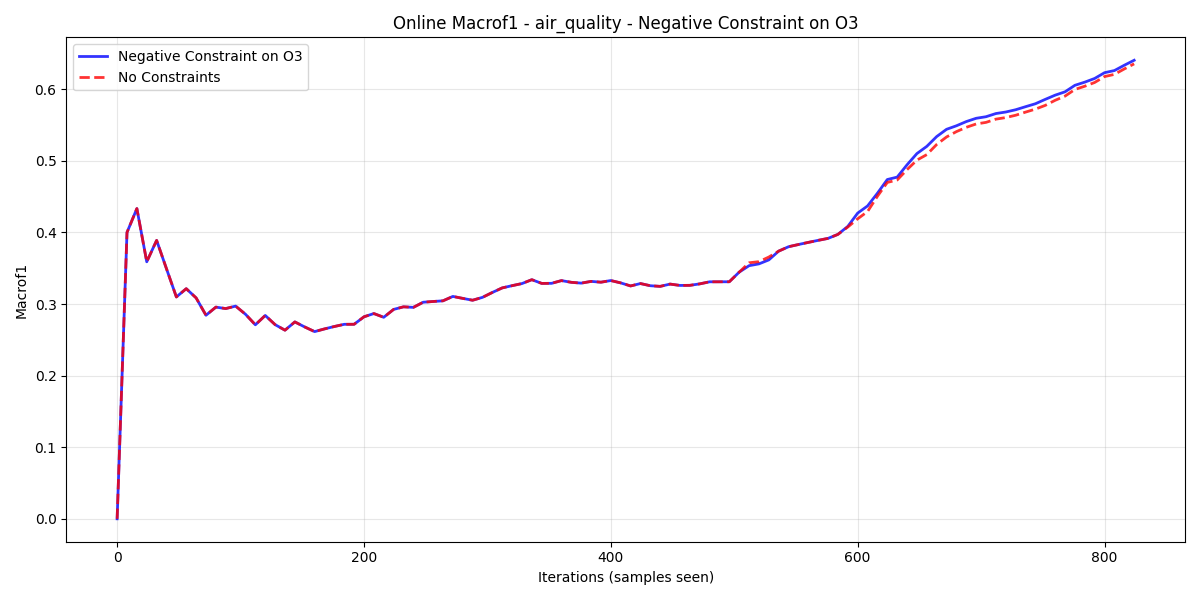 Online Macrof1 - air_quality - Negative Constraint on O3
Negative Constraint on O3
No Constraints
Macrof1
0.6
0.5
0.4
0.3
0.2
0.1
0.0
0
200
400
600
800
Iterations (samples seen)